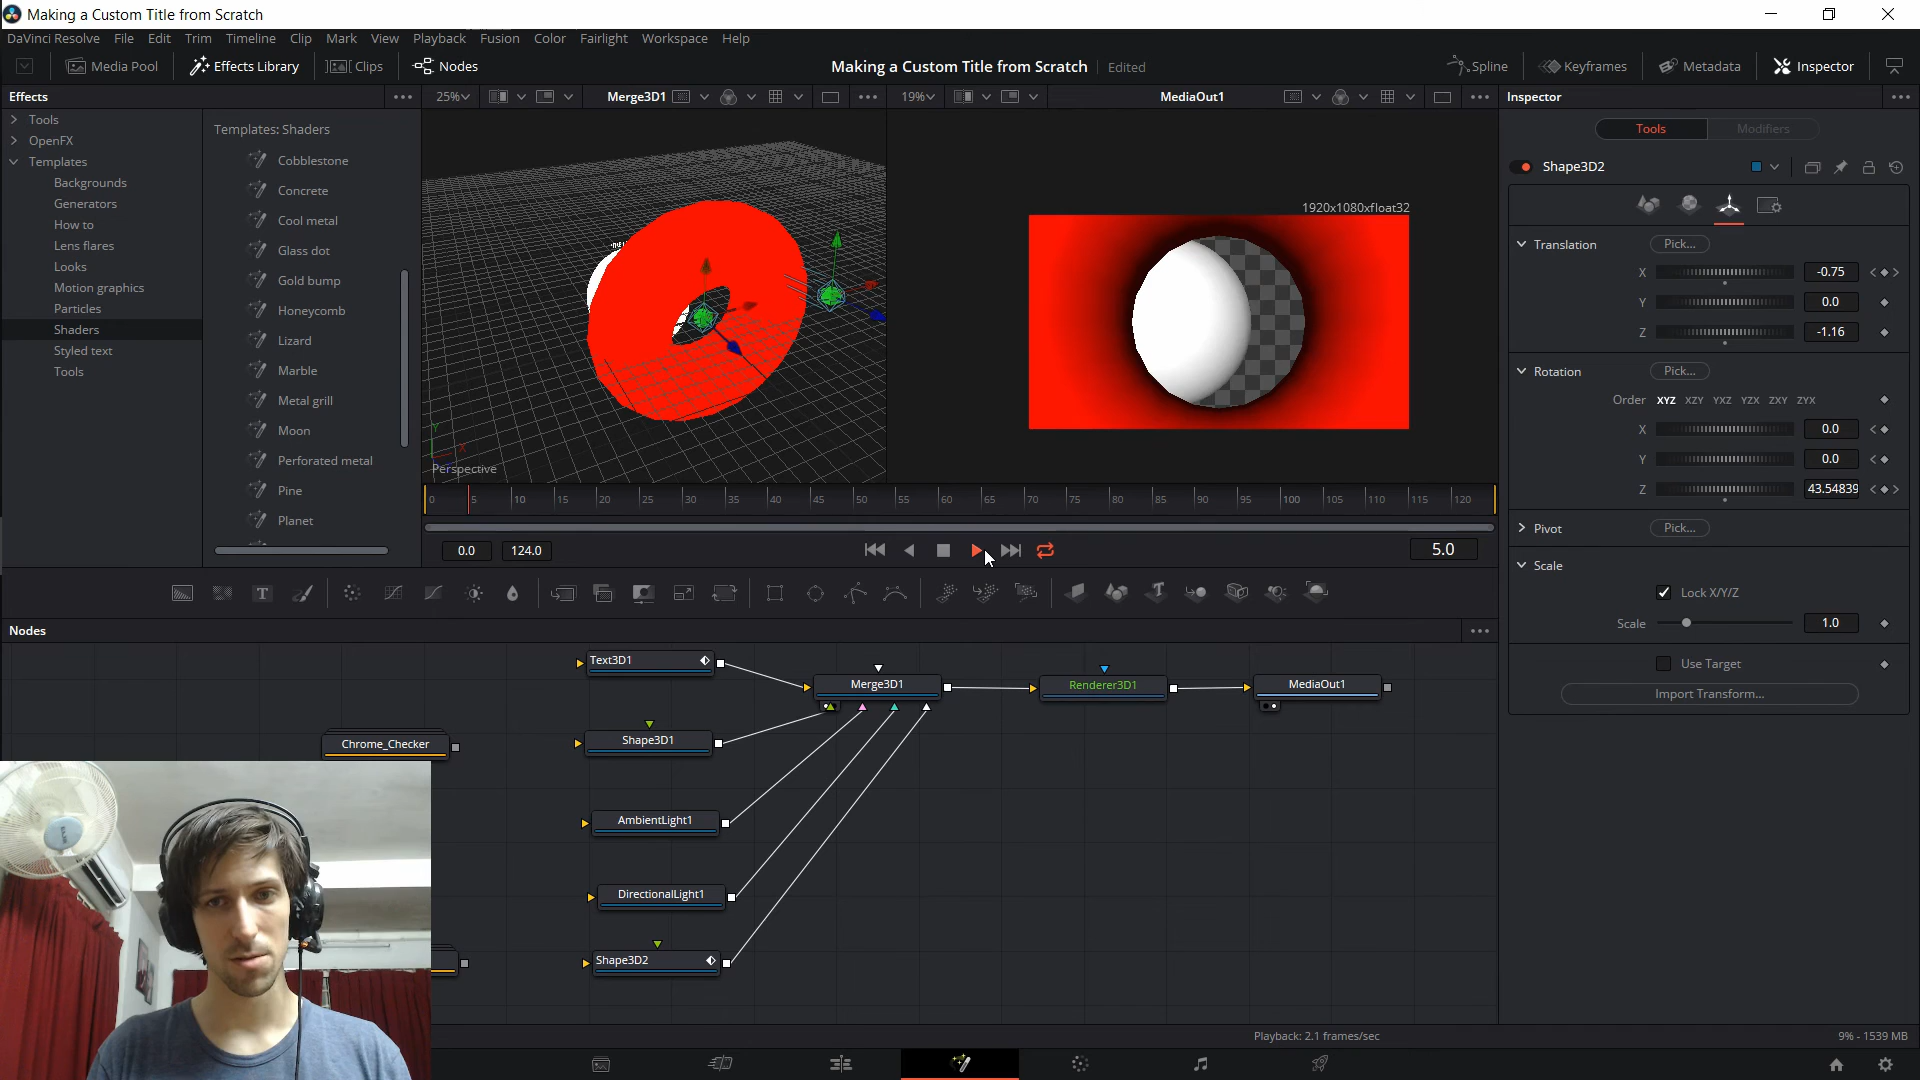 Making a Custom Title from Scratch
DaVinci Resolve File Edit Trim Timeline Clip Mark View Playback Fusion Color Fairlight Workspace Help
Media Pool Effects Library Clips Nodes Making a Custom Title from Scratch Edited Spline Keyframes Metadata Inspector
Effects 25% Merge3D1 19% MediaOut1 Inspector
Tools
OpenFX
Templates
Backgrounds
Generators
How to
Lens flares
Looks
Motion graphics
Particles
Shaders
Styled text
Tools
Templates: Shaders
Cobblestone
Concrete
Cool metal
Glass dot
Gold bump
Honeycomb
Lizard
Marble
Metal grill
Moon
Perforated metal
Pine
Planet
Y
X
Perspective
1920x1080xfloat32
0 5 10 15 20 25 30 35 40 45 50 55 60 65 70 75 80 85 90 95 100 105 110 115 120
0.0 124.0 5.0
Tools Modifiers
Shape3D2
Translation Pick...
X -0.75
Y 0.0
Z -1.16
Rotation Pick...
Order XYZ XZY YXZ YZX ZXY ZYX
X 0.0
Y 0.0
Z 43.54839
Pivot Pick...
Scale
Lock X/Y/Z
Scale 1.0
Use Target
Import Transform...
T
T
Nodes
Text3D1
Merge3D1
Renderer3D1
MediaOut1
Shape3D1
Chrome_Checker
AmbientLight1
DirectionalLight1
Shape3D2
Playback: 2.1 frames/sec 9% - 1539 MB